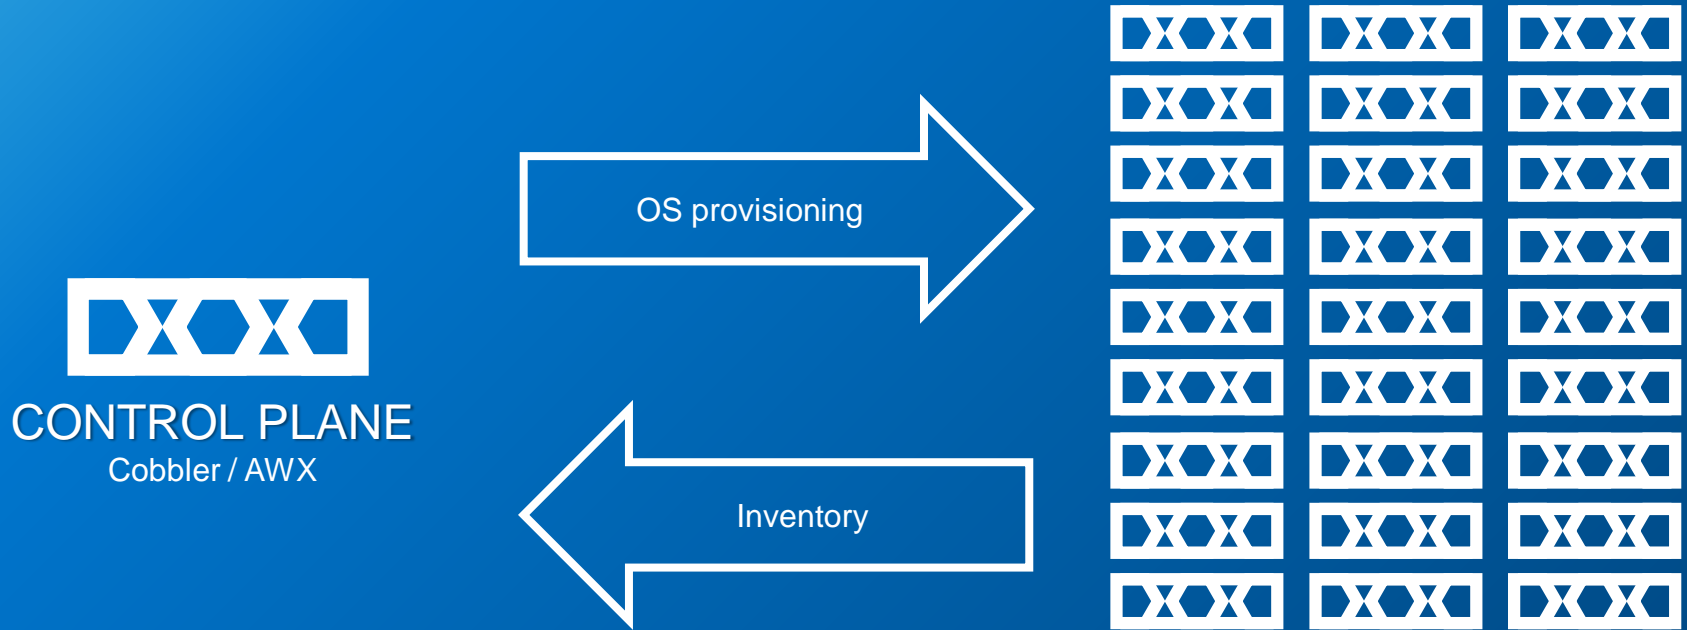 OS provisioning
CONTROL PLANE
Cobbler / AWX
Inventory